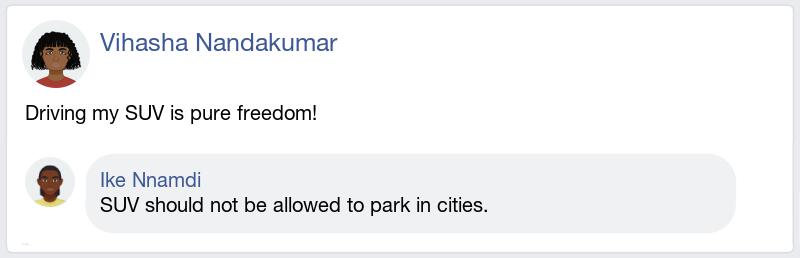 Vihasha Nandakumar
Driving my SUV is pure freedom!
Ike Nnamdi
SUV should not be allowed to park in cities.